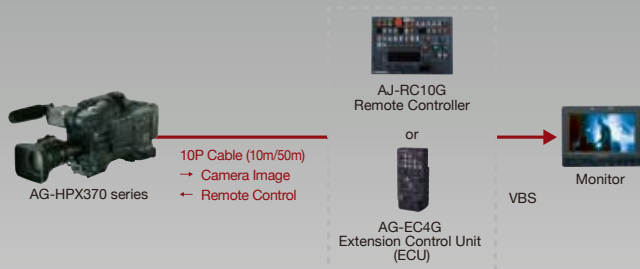 AJ-RC10G
Remote Controller
or
10P Cable (10m/50m)
→ Camera Image
← Remote Control
AG-HPX370 series
AG-EC4G
Extension Control Unit
(ECU)
VBS
Monitor